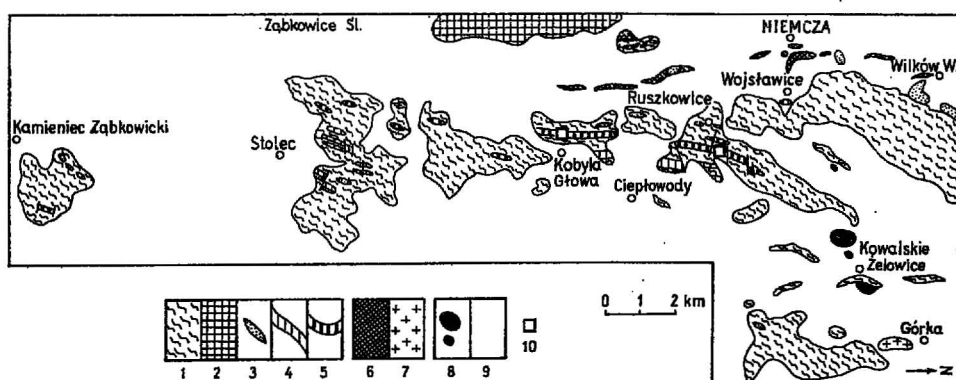 Ząbkowice Śl.
NIEMCZA
Wojsławice
Wilków W.
Ruszkowice
Kamieniec Ząbkowicki
Stolec
Kobyla
Głowa
Ciepłowody
Kowalskie
Żelowice
0 1 2 km
Górka
N
1 2 3 4 5 6 7 8 9 10